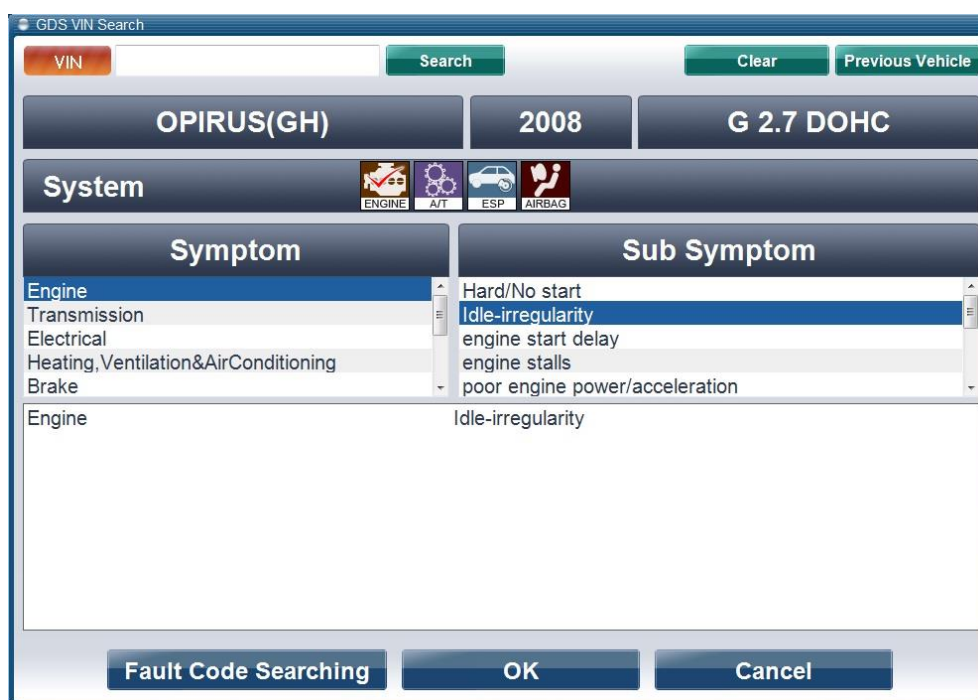 GDS VIN Search
VIN Search Clear Previous Vehicle
OPIRUS(GH) 2008 G 2.7 DOHC
System ENGINE A/T ESP AIRBAG
Symptom Sub Symptom
Engine Hard/No start
Transmission Idle-irregularity
Electrical engine start delay
Heating,Ventilation&AirConditioning engine stalls
Brake poor engine power/acceleration
Engine Idle-irregularity
Fault Code Searching OK Cancel